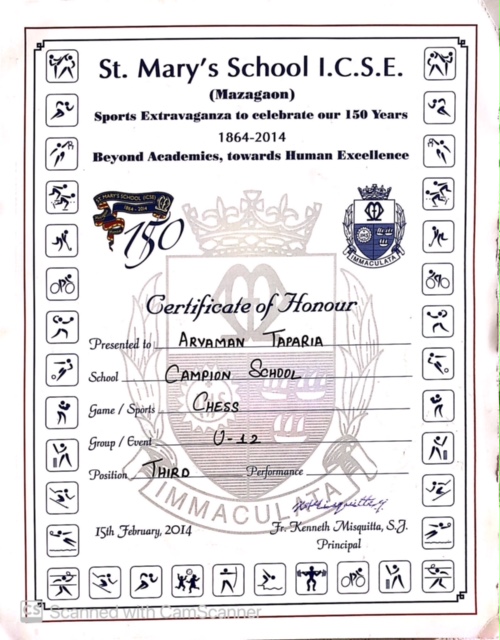 St. Mary's School I.C.S.E.
(Mazagaon)
Sports Extravaganza to celebrate our 150 Years
1864-2014
Beyond Academics, towards Human Excellence
ST. MARY'S SCHOOL (ICSE)
1864 - 2014
150
IMMACULATA
Certificate of Honour
Presented to ARYAMAN TAPARIA
School CAMPION SCHOOL
Game / Sports CHESS
Group / Event U-12
Position THIRD Performance
IMMACULATA
15th February, 2014
Fr. Kenneth Misquitta, S.J.
Principal
CS Scanned with CamScanner